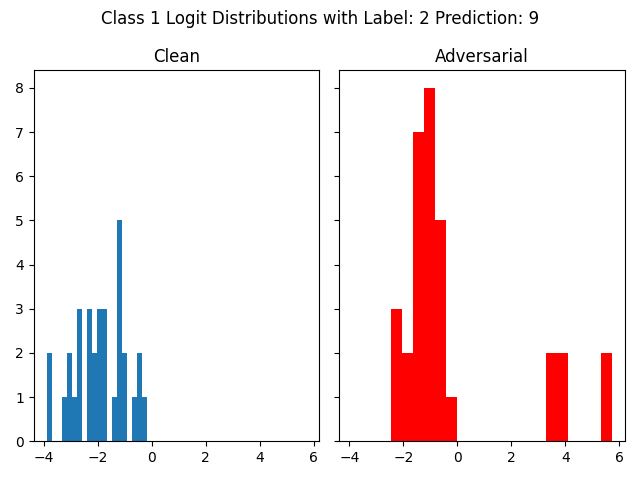 Class 1 Logit Distributions with Label: 2 Prediction: 9
Clean
Adversarial
8
7
6
5
4
3
2
1
0
−4 −2 0 2 4 6
−4 −2 0 2 4 6